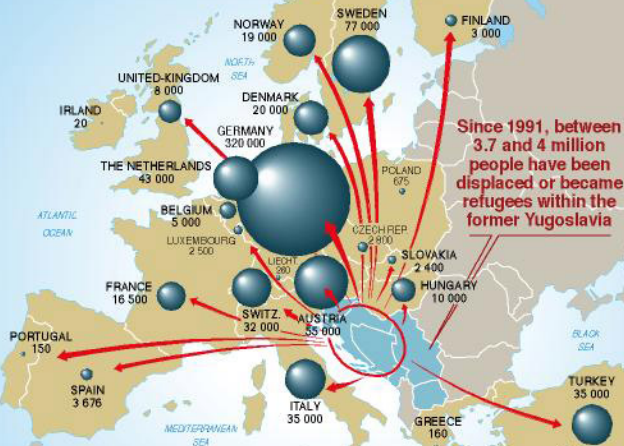 NORWAY
19 000
SWEDEN
77 000
FINLAND
3 000
NORTH
SEA
UNITED-KINGDOM
8 000
DENMARK
20 000
IRLAND
20
GERMANY
320 000
Since 1991, between
3.7 and 4 million
people have been
displaced or became
refugees within the
former Yugoslavia
THE NETHERLANDS
43 000
POLAND
675
ATLANTIC
OCEAN
BELGIUM
5 000
LUXEMBOURG
2 500
CZECH REP.
2 800
SLOVAKIA
2 400
LIECHT.
260
HUNGARY
10 000
FRANCE
16 500
SWITZ.
32 000
AUSTRIA
55 000
PORTUGAL
150
SPAIN
3 676
BLACK
SEA
ITALY
35 000
TURKEY
35 000
MEDITERRANEAN
SEA
GREECE
160